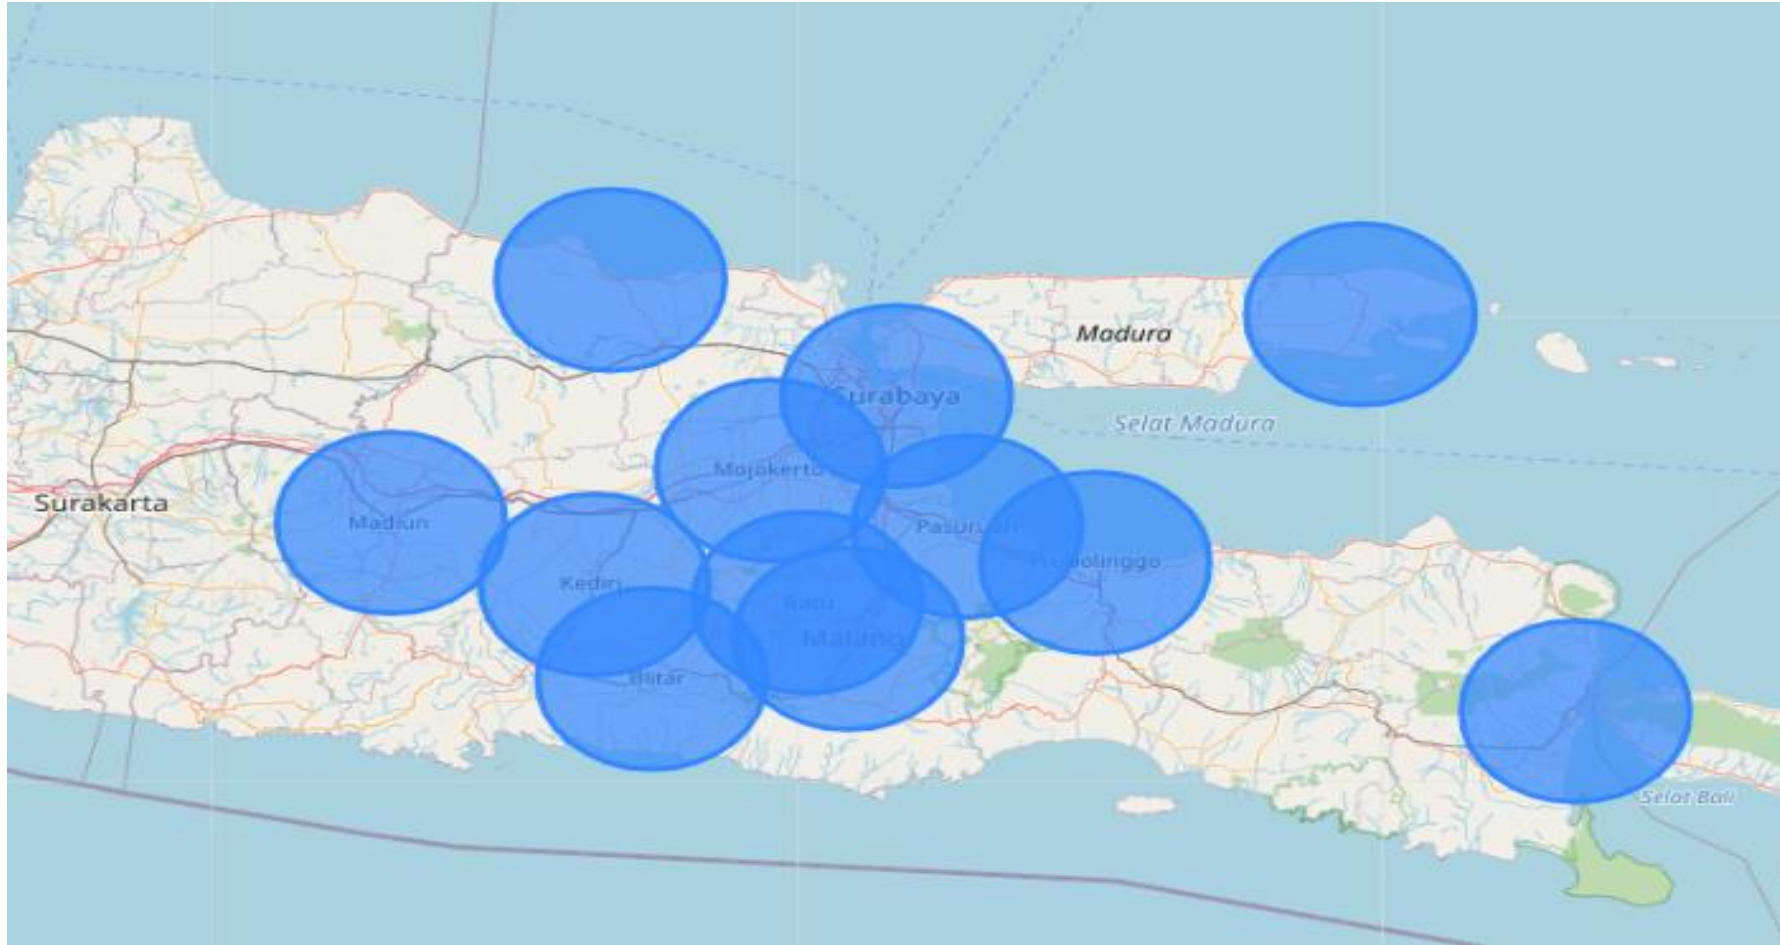 Madura
Surabaya
Selat Madura
Mojokerto
Surakarta
Madiun
Pasuruan
Probolinggo
Kediri
Batu
Malang
Blitar
Selat Bali